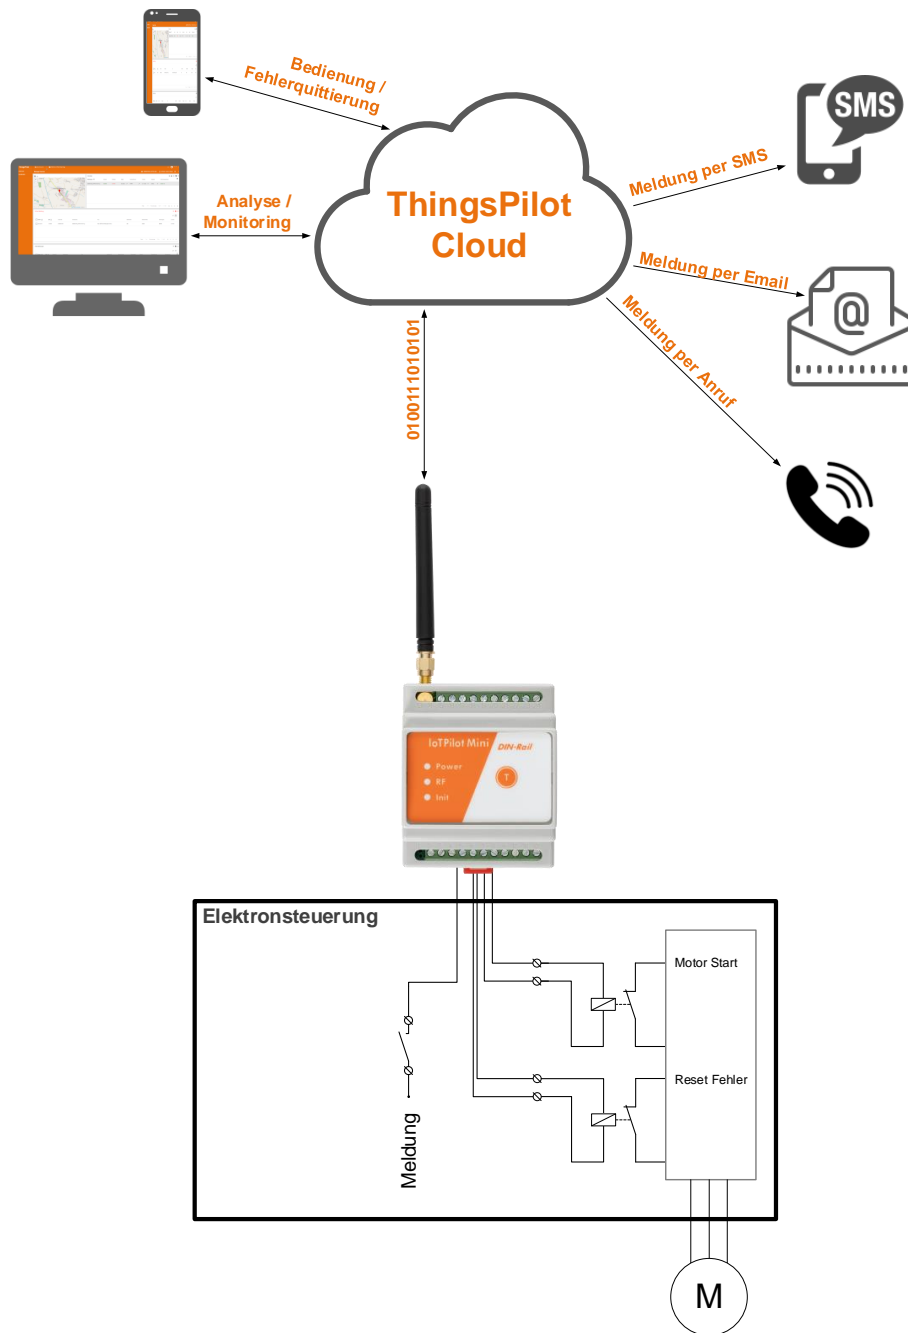 Bedienung /
Fehlerquittierung
SMS
Meldung per SMS
Analyse /
Monitoring
ThingsPilot
Cloud
Meldung per Email
@
Meldung per Anruf
0100111010101
IoTPilot Mini
DIN-Rail
Power
RF
Init
T
Elektronsteuerung
Motor Start
Reset Fehler
Meldung
M